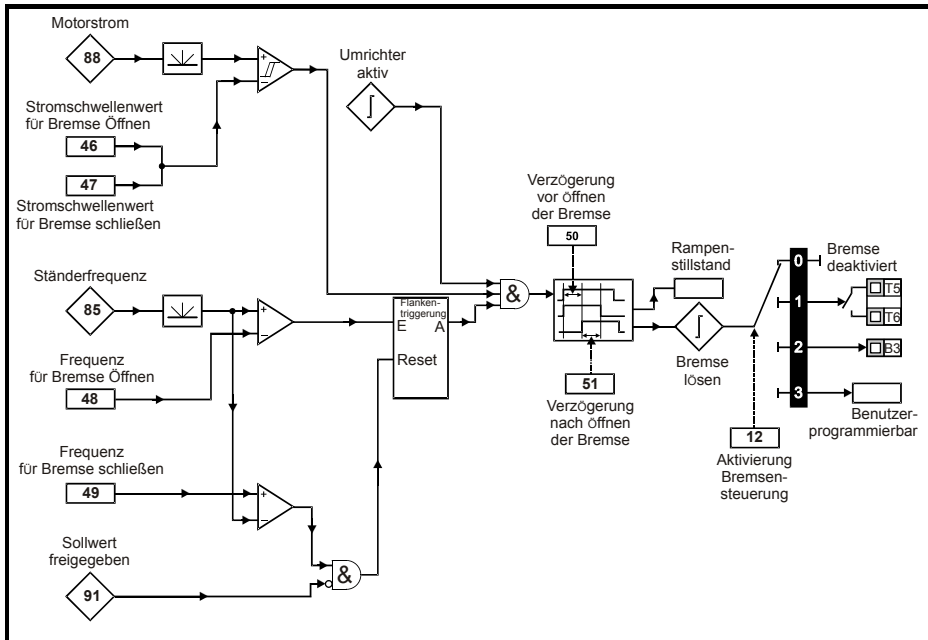 Motorstrom
88
Stromschwellenwert
für Bremse Öffnen
46
47
Stromschwellenwert
für Bremse schließen
+
−
Umrichter
aktiv
Ständerfrequenz
85
Frequenz
für Bremse Öffnen
48
+
−
Flanken-
triggerung
E A
Reset
Frequenz
für Bremse schließen
49
+
−
Sollwert
freigegeben
91
&
&
Verzögerung
vor öffnen
der Bremse
50
51
Verzögerung
nach öffnen
der Bremse
Rampen-
stillstand
Bremse
lösen
12
Aktivierung
Bremsen-
steuerung
0
Bremse
deaktiviert
1
T5
T6
2
B3
3
Benutzer-
programmierbar